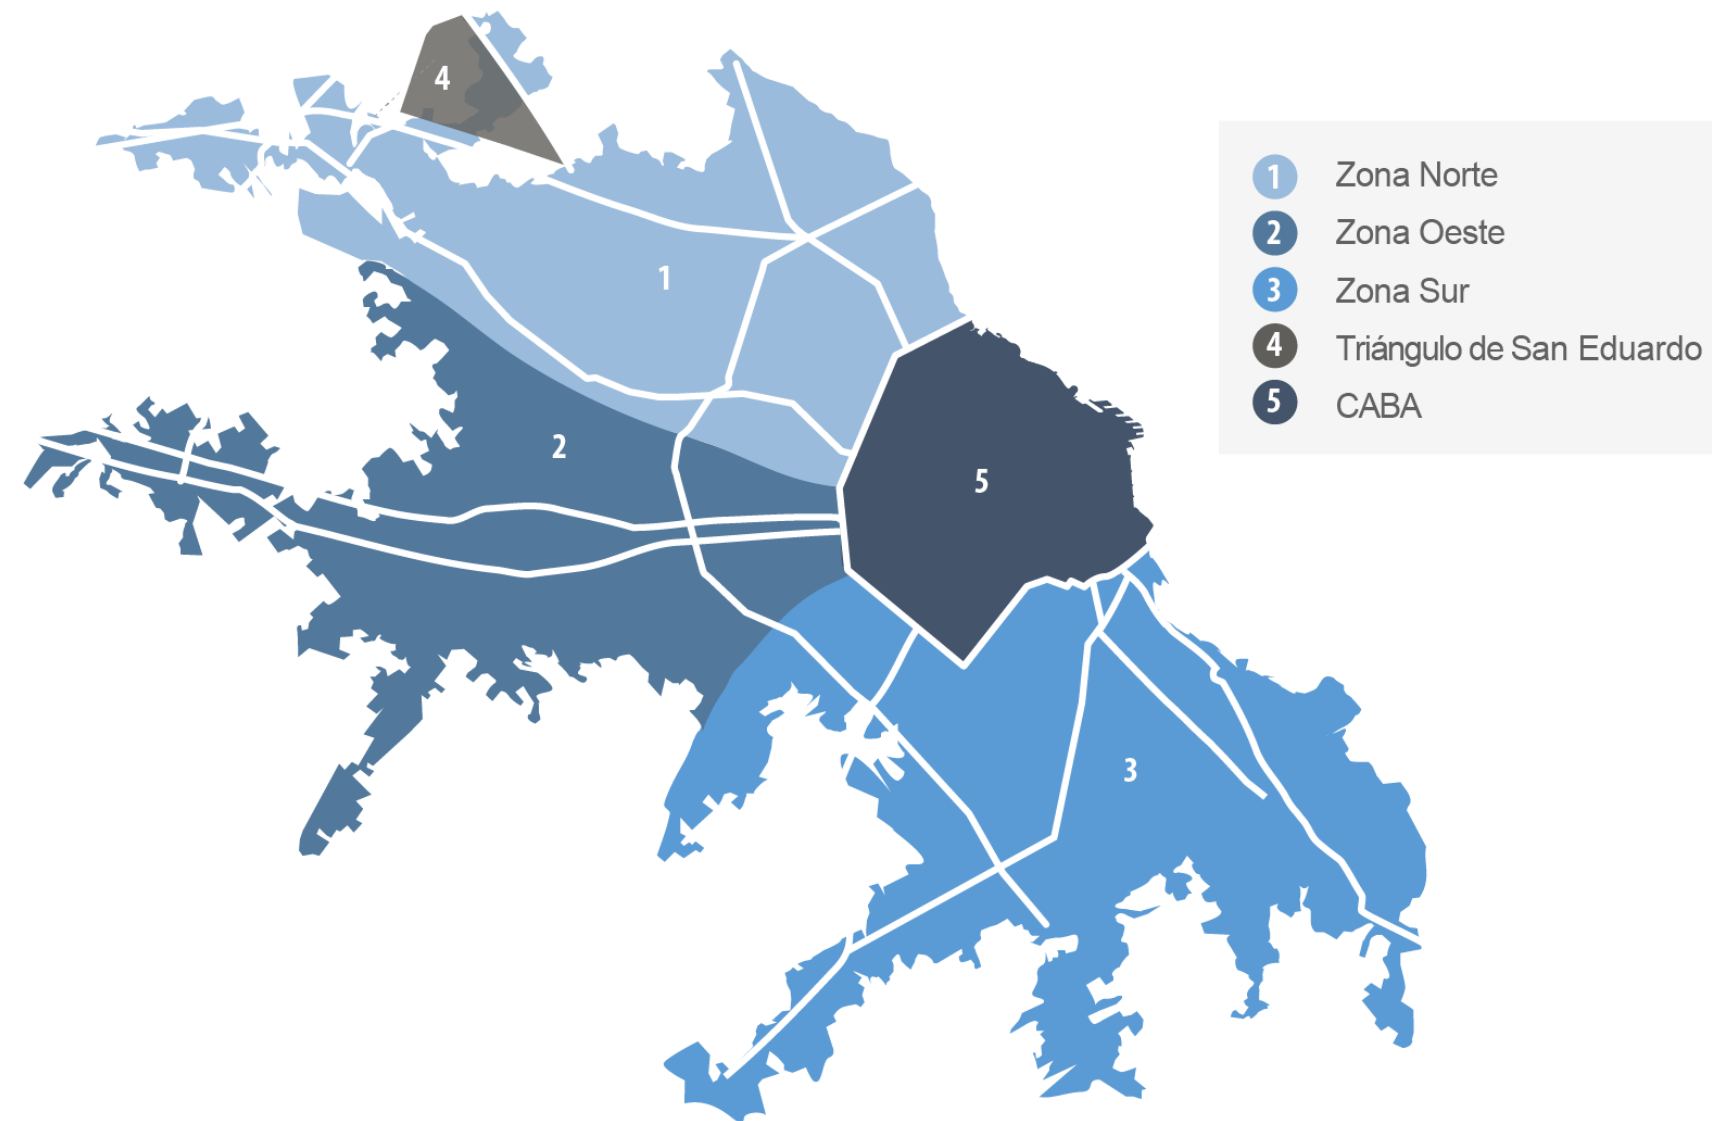 4
1
2
5
3
1 Zona Norte
2 Zona Oeste
3 Zona Sur
4 Triángulo de San Eduardo
5 CABA